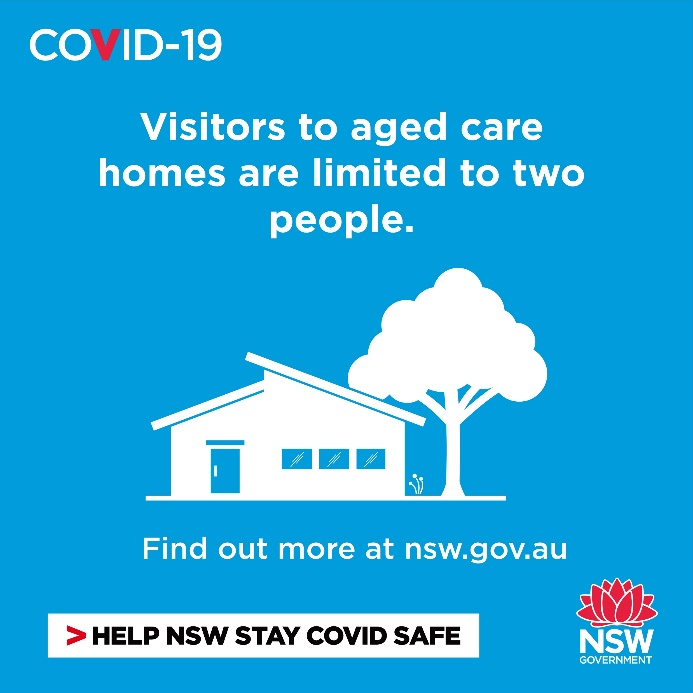 COVID-19
Visitors to aged care
homes are limited to two
people.
Find out more at nsw.gov.au
> HELP NSW STAY COVID SAFE
NSW
GOVERNMENT